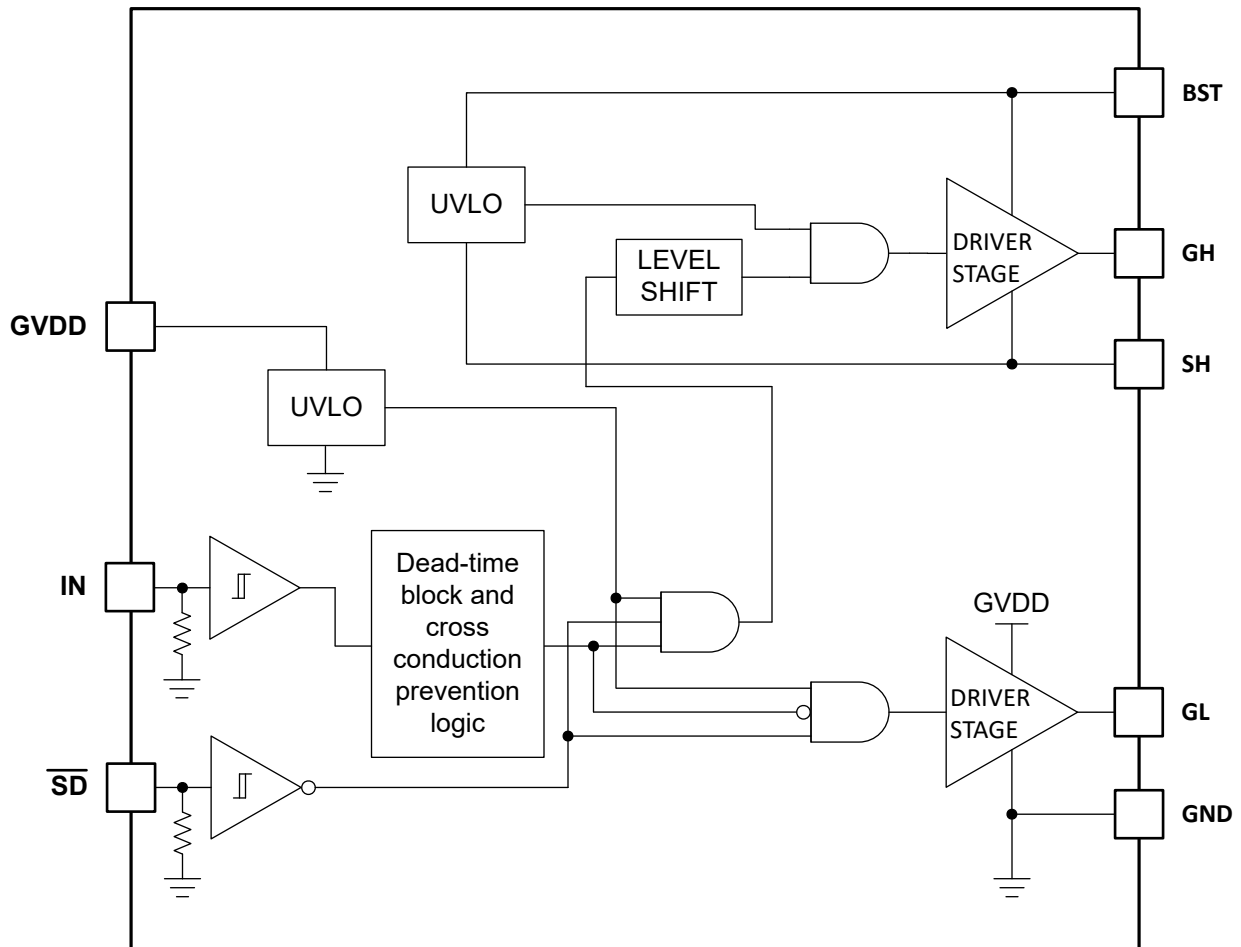 BST
UVLO
DRIVER
STAGE
GH
LEVEL
SHIFT
GVDD
SH
UVLO
IN
Dead-time
block and
cross
conduction
prevention
logic
GVDD
DRIVER
STAGE
GL
SD
GND